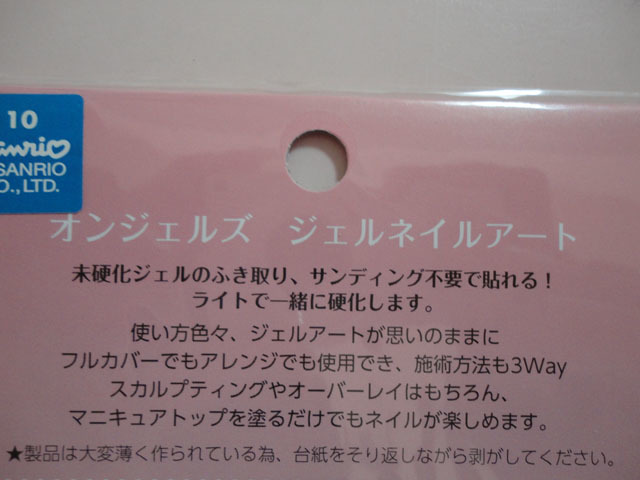 10
Sanrio
SANRIO
CO.,LTD.
オンジェルズ　ジェルネイルアート
未硬化ジェルのふき取り、サンディング不要で貼れる！
ライトで一緒に硬化します。
使い方色々、ジェルアートが思いのままに
フルカバーでもアレンジでも使用でき、施術方法も3Way
スカルプティングやオーバーレイはもちろん、
マニキュアトップを塗るだけでもネイルが楽しめます。
★製品は大変薄く作られている為、台紙をそり返しながら剥がしてください。